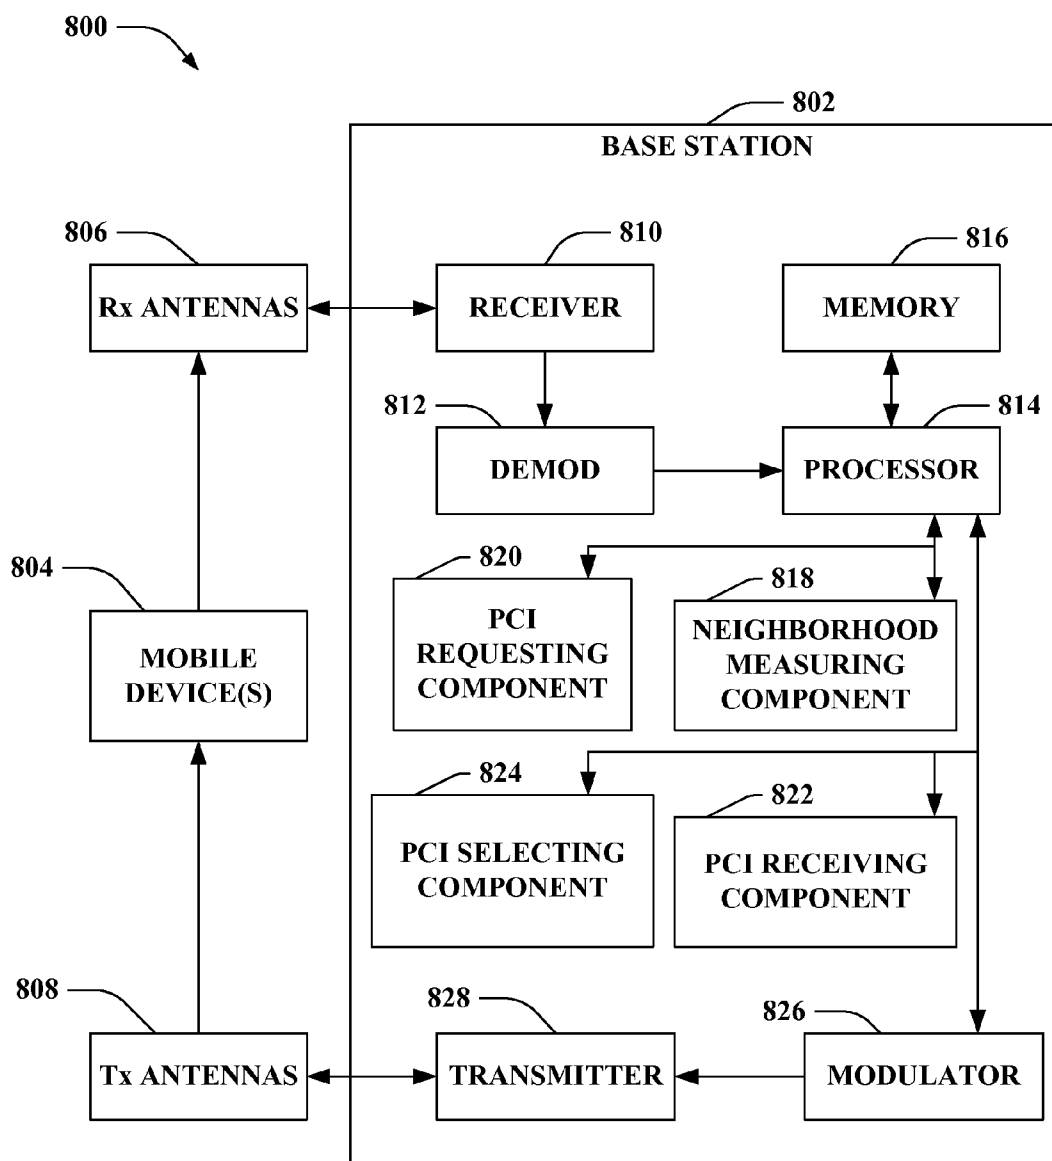 800
802
BASE STATION
806
810
816
Rx ANTENNAS
RECEIVER
MEMORY
812
814
DEMOD
PROCESSOR
804
820
818
MOBILE
DEVICE(S)
PCI
REQUESTING
COMPONENT
NEIGHBORHOOD
MEASURING
COMPONENT
824
822
PCI SELECTING
COMPONENT
PCI RECEIVING
COMPONENT
808
828
826
Tx ANTENNAS
TRANSMITTER
MODULATOR